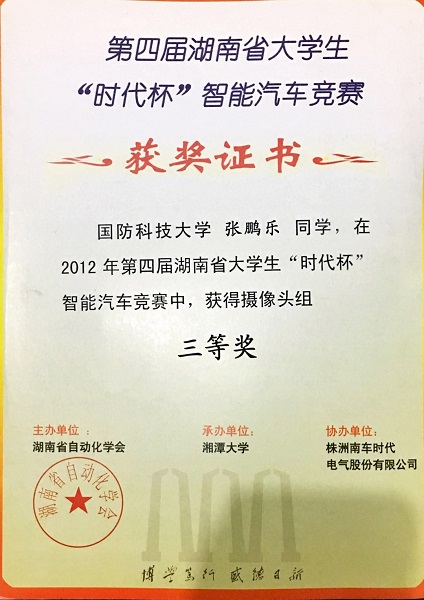 第四届湖南省大学生
“时代杯”智能汽车竞赛
获奖证书
国防科技大学 张鹏乐 同学，在
2012 年第四届湖南省大学生“时代杯”
智能汽车竞赛中，获得摄像头组
三等奖
主办单位：
湖南省自动化学会
承办单位：
湘潭大学
协办单位：
株洲南车时代
电气股份有限公司
湖南省自动化学会
博学笃行 盛德日新